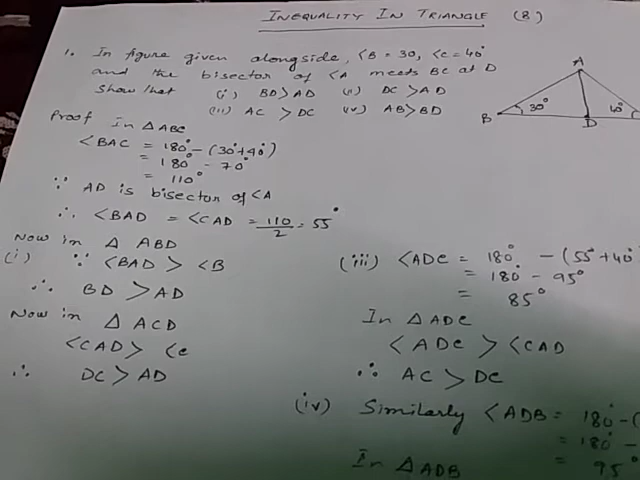 INEQUALITY IN TRIANGLE (8)
1. In figure given alongside, <B = 30, <C = 40°
and the bisector of <A meets BC at D
Show that (i) BD > AD (ii) DC > AD
(iii) AC > DC (iv) AB > BD
A
B 30° D 40°
Proof In △ ABC
<BAC = 180° - (30° + 40°)
= 180° - 70°
= 110°
∵ AD is bisector of <A
∴ <BAD = <CAD = 110/2 = 55°
Now in △ ABD
(i) ∵ <BAD > <B
∴ BD > AD
Now in △ ACD
<CAD > <C
∴ DC > AD
(iii) <ADC = 180° - (55° + 40°
= 180° - 95°
= 85°
In △ ADC
<ADC > <CAD
∴ AC > DC
(iv) Similarly <ADB = 180° - (
= 180° -
= 95°
In △ ADB